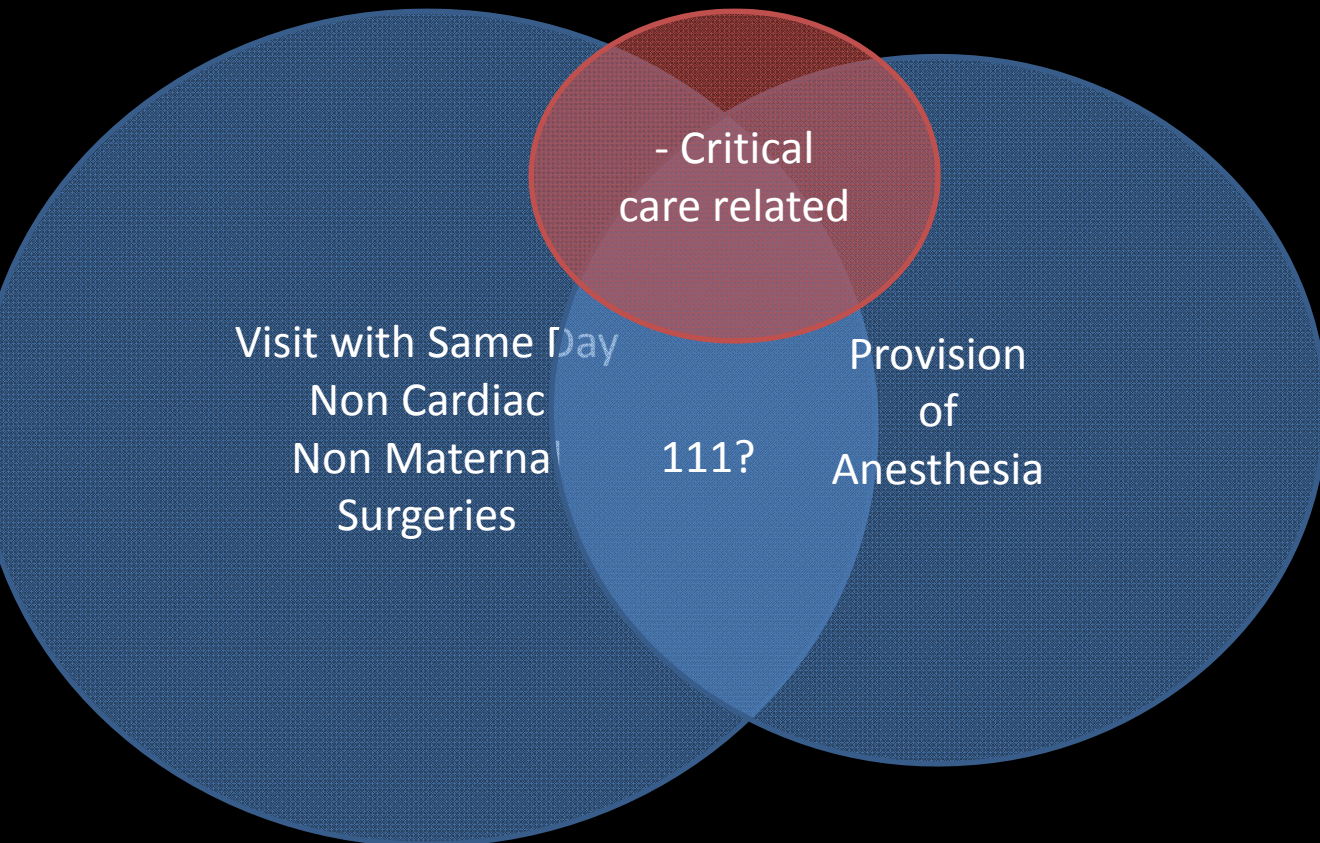 - Critical
care related
Visit with Same Day
Non Cardiac
Non Maternal
Surgeries
111?
Provision
of
Anesthesia